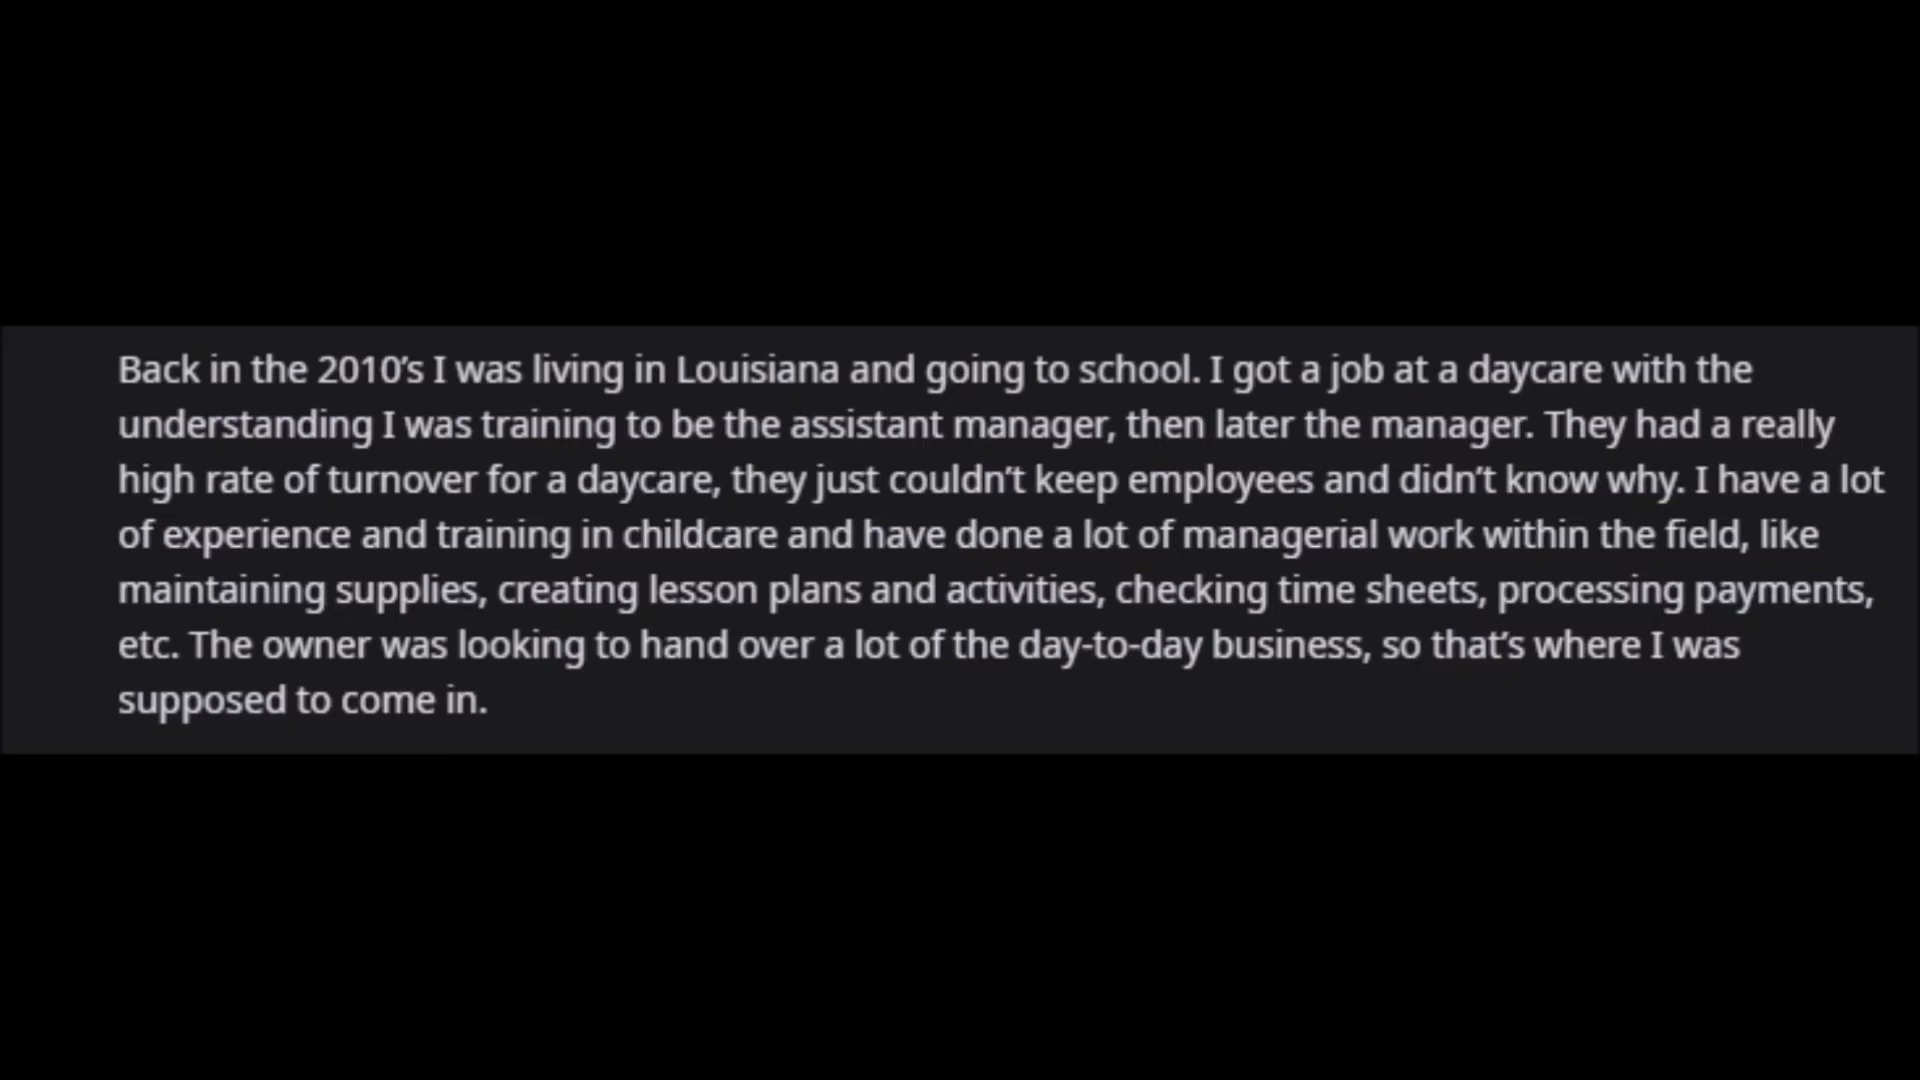 Back in the 2010’s I was living in Louisiana and going to school. I got a job at a daycare with the
understanding I was training to be the assistant manager, then later the manager. They had a really
high rate of turnover for a daycare, they just couldn’t keep employees and didn’t know why. I have a lot
of experience and training in childcare and have done a lot of managerial work within the field, like
maintaining supplies, creating lesson plans and activities, checking time sheets, processing payments,
etc. The owner was looking to hand over a lot of the day-to-day business, so that’s where I was
supposed to come in.